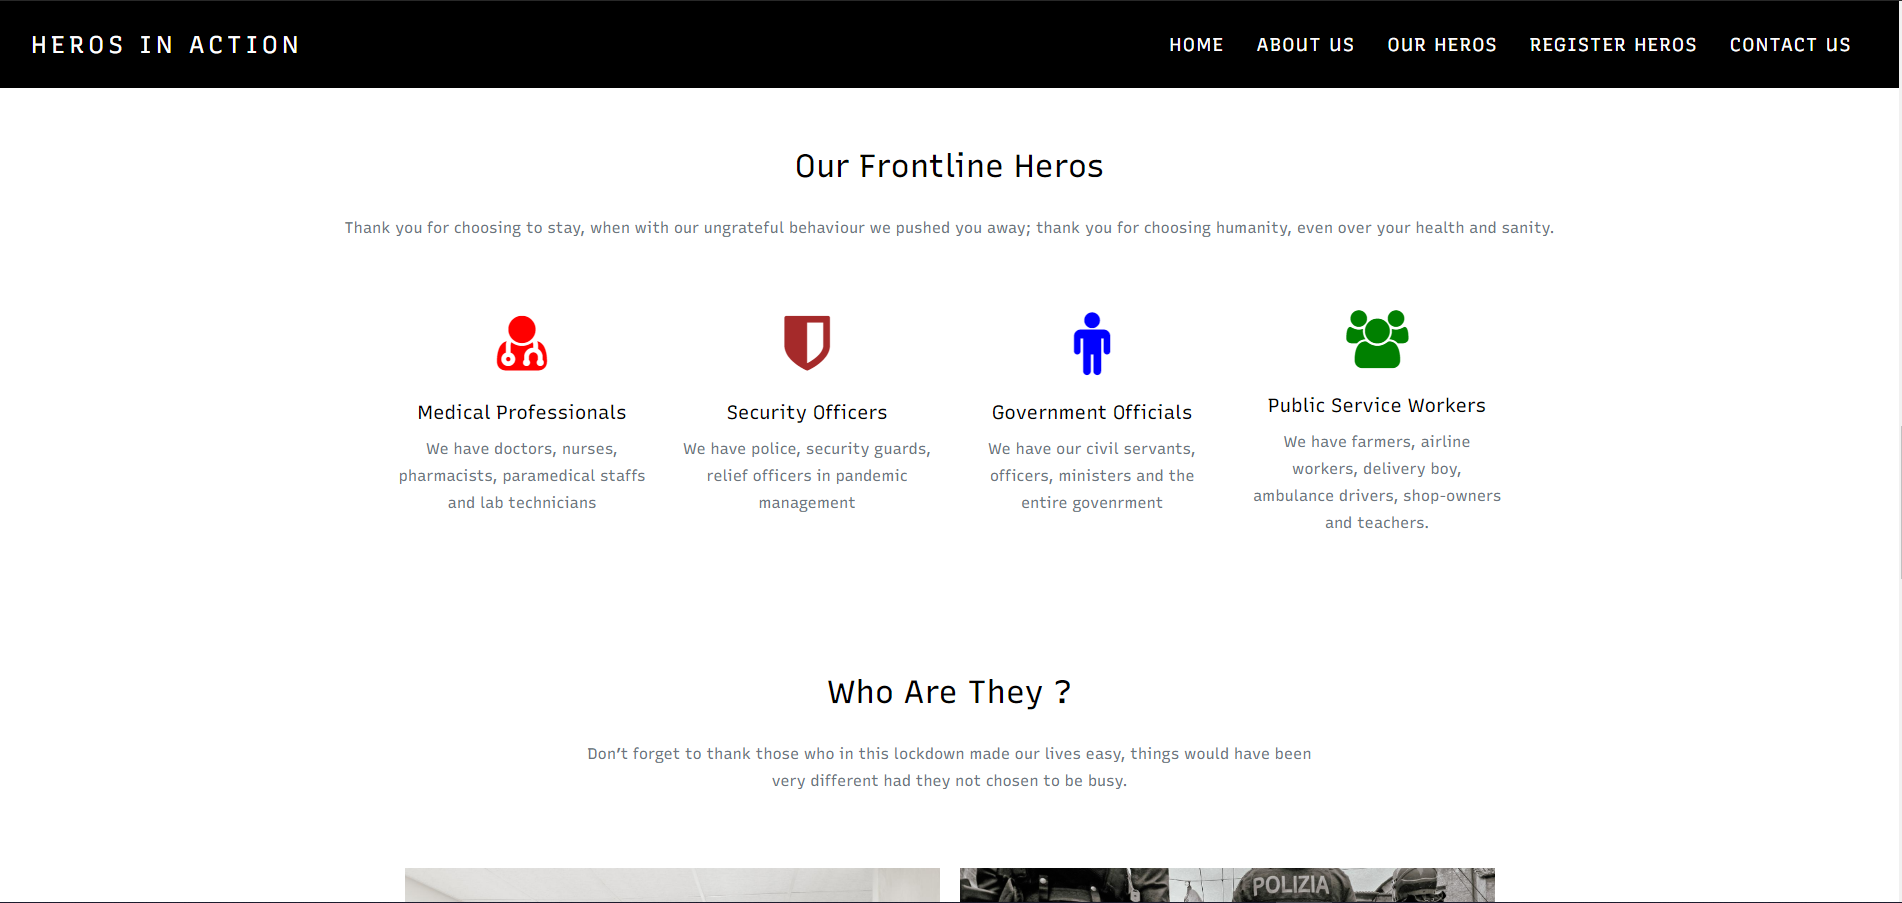 HEROS IN ACTION
HOME ABOUT US OUR HEROS REGISTER HEROS CONTACT US
Our Frontline Heros
Thank you for choosing to stay, when with our ungrateful behaviour we pushed you away; thank you for choosing humanity, even over your health and sanity.
Medical Professionals
We have doctors, nurses,
pharmacists, paramedical staffs
and lab technicians
Security Officers
We have police, security guards,
relief officers in pandemic
management
Government Officials
We have our civil servants,
officers, ministers and the
entire govenrment
Public Service Workers
We have farmers, airline
workers, delivery boy,
ambulance drivers, shop-owners
and teachers.
Who Are They ?
Don’t forget to thank those who in this lockdown made our lives easy, things would have been
very different had they not chosen to be busy.
POLIZIA